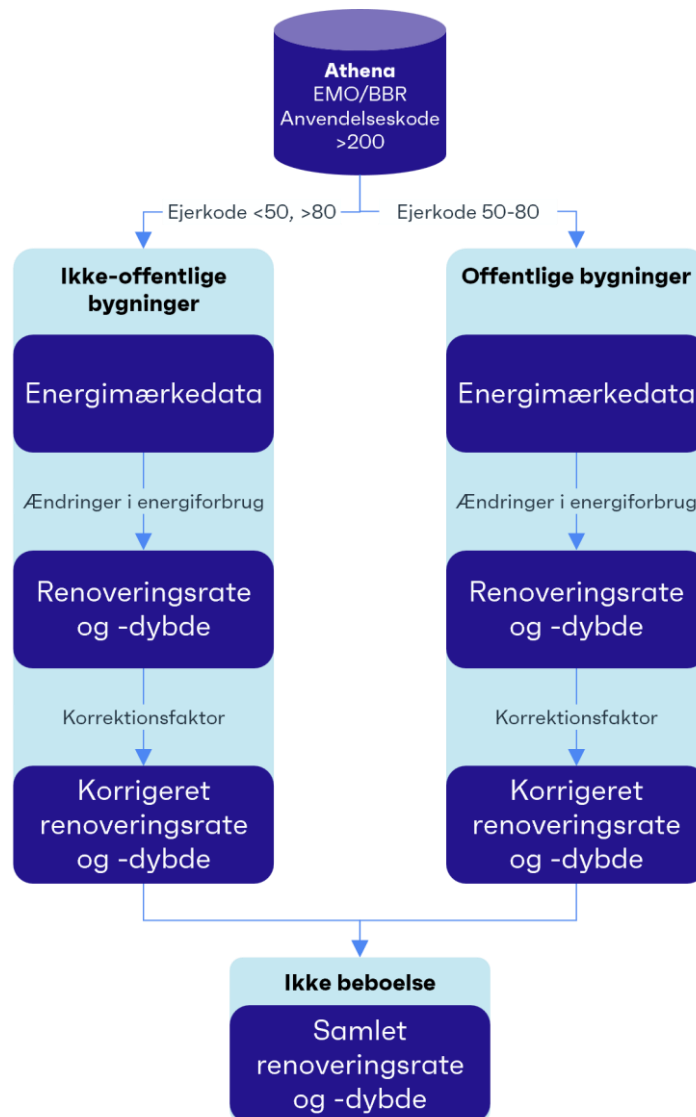 Athena
EMO/BBR
Anvendelseskode
>200
Ejerkode <50, >80
Ejerkode 50-80
Ikke-offentlige
bygninger
Energimærkedata
Ændringer i energiforbrug
Renoveringsrate
og -dybde
Korrektionsfaktor
Korrigeret
renoveringsrate
og -dybde
Offentlige bygninger
Energimærkedata
Ændringer i energiforbrug
Renoveringsrate
og -dybde
Korrektionsfaktor
Korrigeret
renoveringsrate
og -dybde
Ikke beboelse
Samlet
renoveringsrate
og -dybde